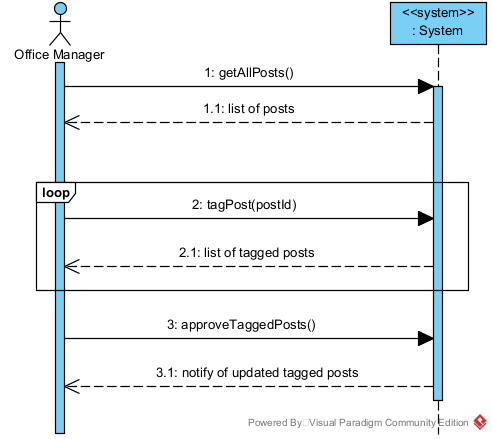 <<system>>
: System
Office Manager
1: getAllPosts()
1.1: list of posts
loop
2: tagPost(postId)
2.1: list of tagged posts
3: approveTaggedPosts()
3.1: notify of updated tagged posts
Powered By Visual Paradigm Community Edition